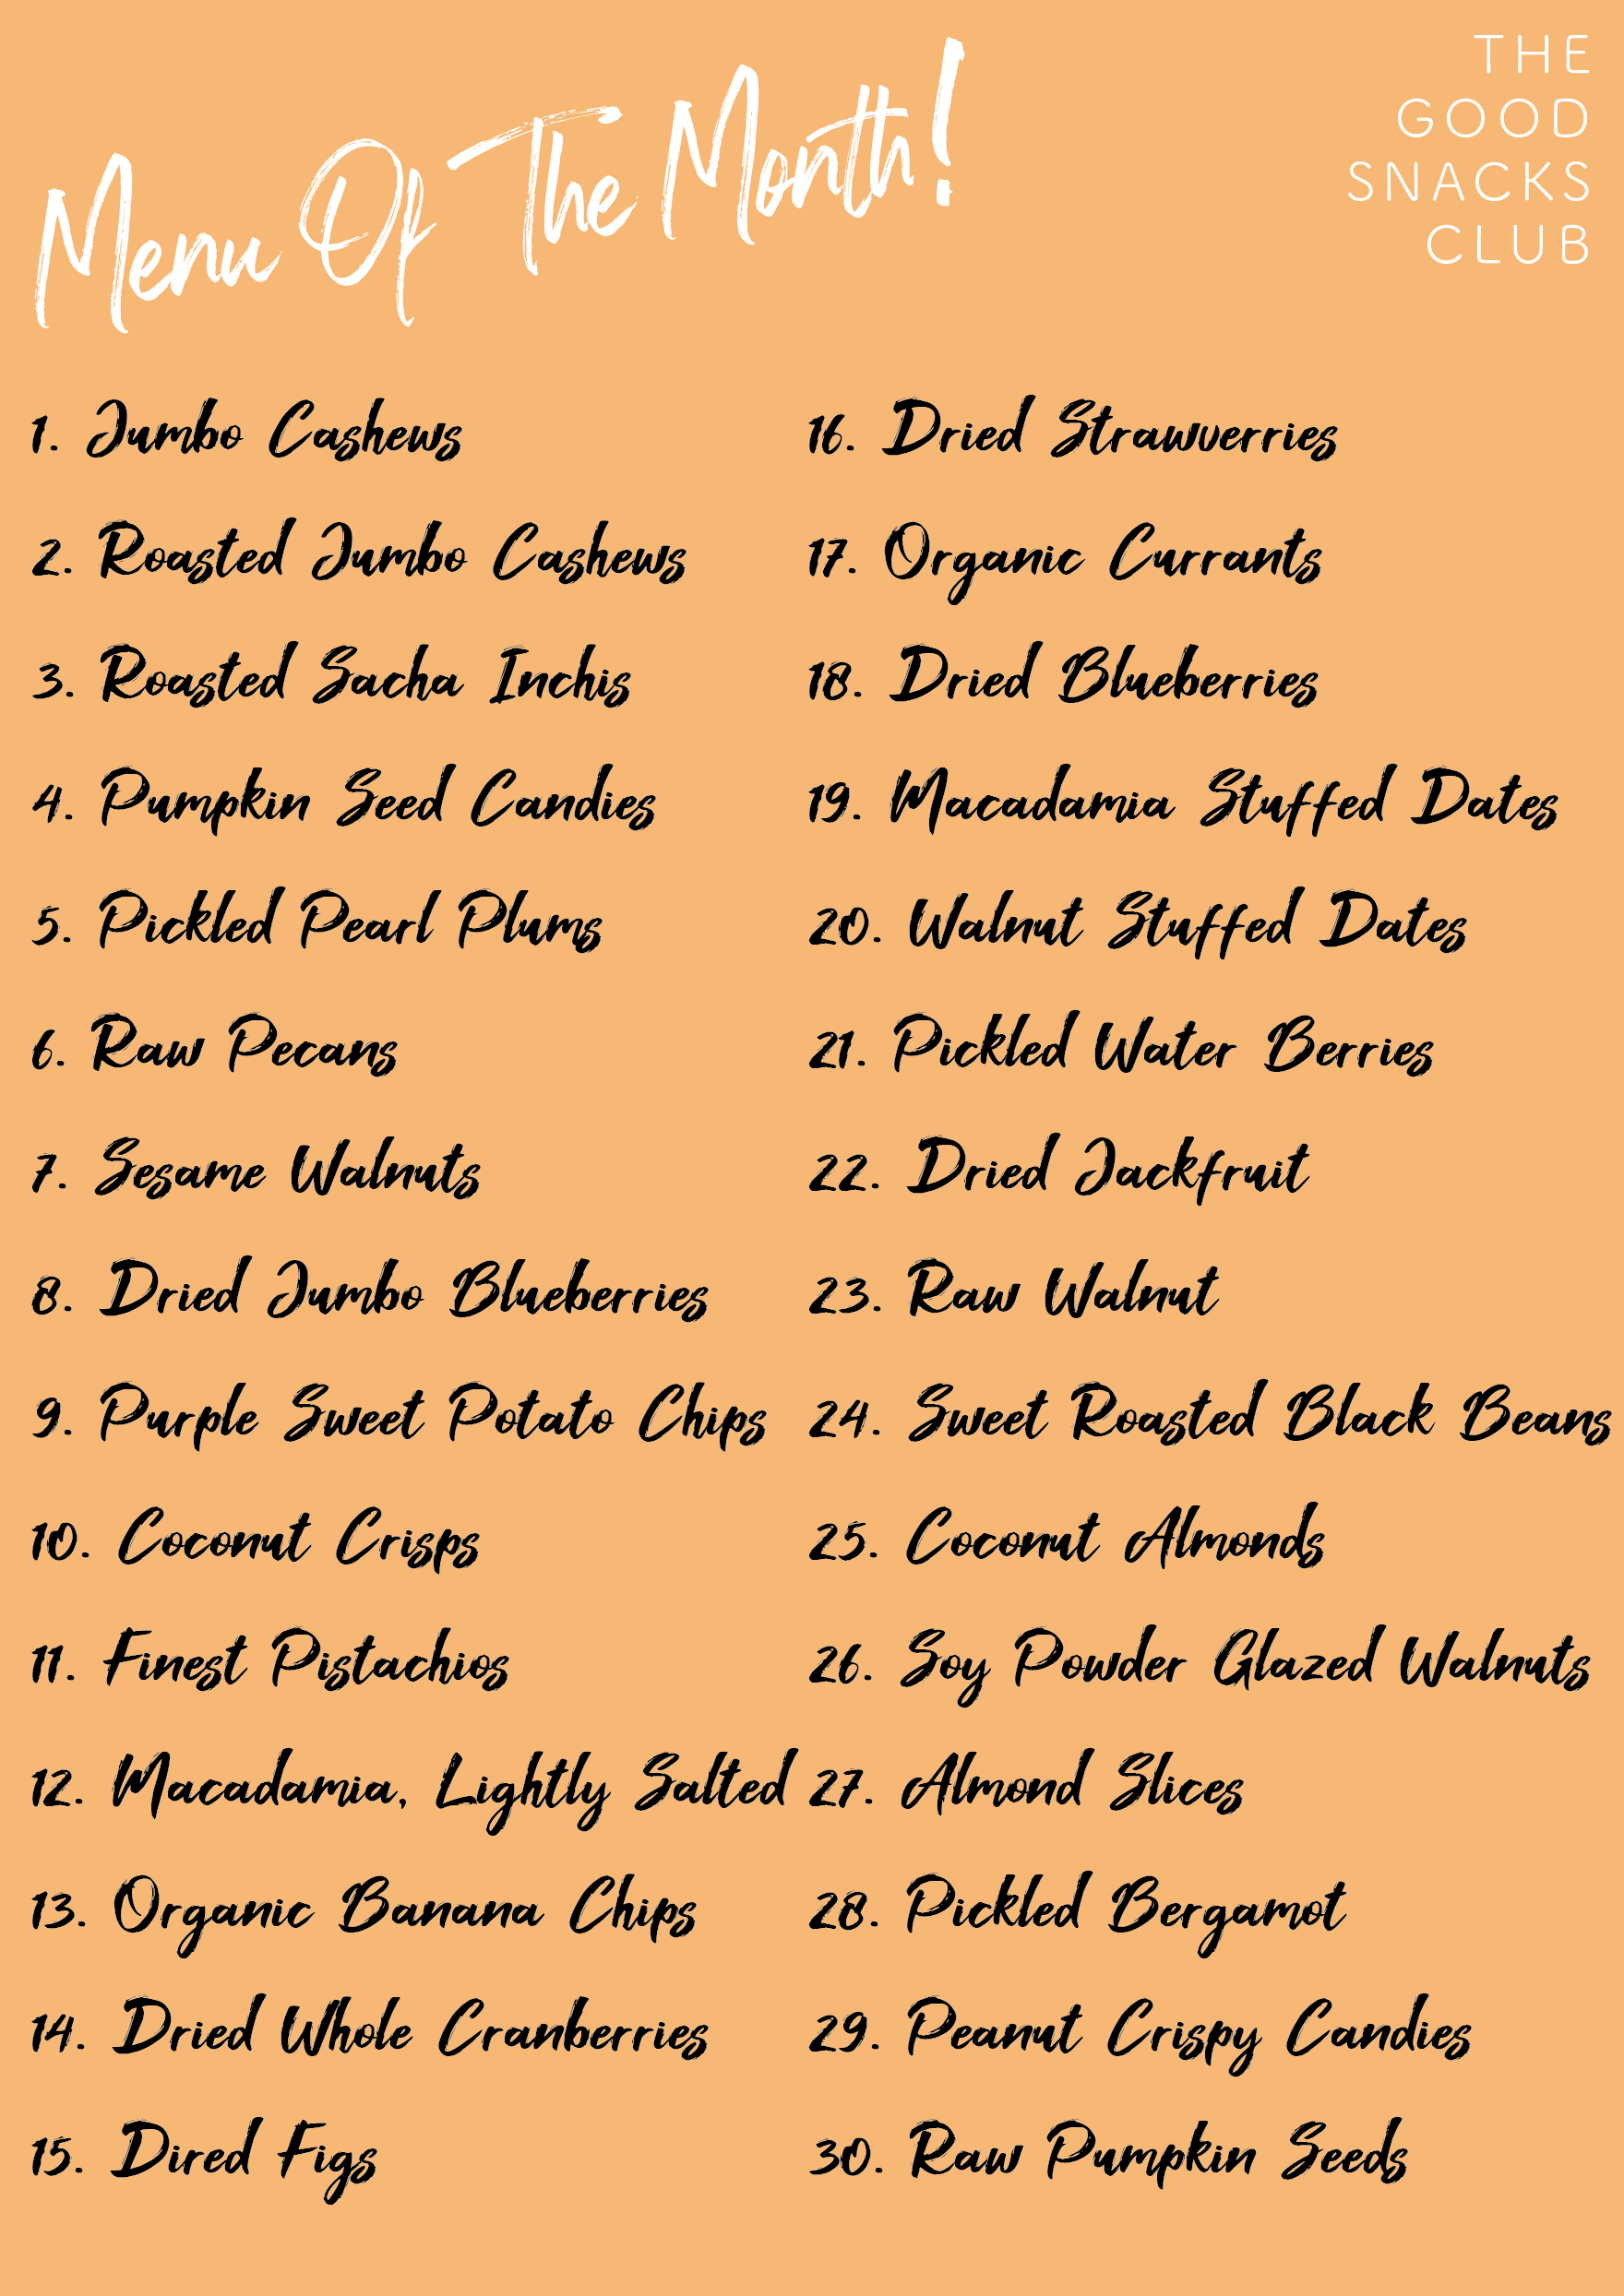 Menu Of The Month!
THE
GOOD
SNACKS
CLUB
1. Jumbo Cashews
2. Roasted Jumbo Cashews
3. Roasted Sacha Inchis
4. Pumpkin Seed Candies
5. Pickled Pearl Plums
6. Raw Pecans
7. Sesame Walnuts
8. Dried Jumbo Blueberries
9. Purple Sweet Potato Chips
10. Coconut Crisps
11. Finest Pistachios
12. Macadamia, Lightly Salted
13. Organic Banana Chips
14. Dried Whole Cranberries
15. Dired Figs
16. Dried Strawverries
17. Organic Currants
18. Dried Blueberries
19. Macadamia Stuffed Dates
20. Walnut Stuffed Dates
21. Pickled Water Berries
22. Dried Jackfruit
23. Raw Walnut
24. Sweet Roasted Black Beans
25. Coconut Almonds
26. Soy Powder Glazed Walnuts
27. Almond Slices
28. Pickled Bergamot
29. Peanut Crispy Candies
30. Raw Pumpkin Seeds